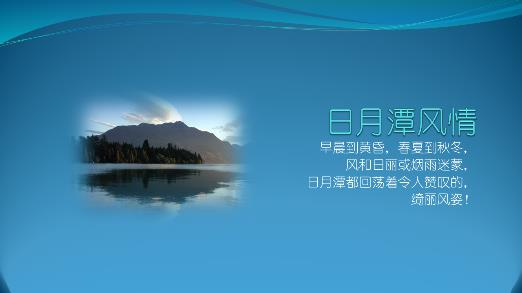 日月潭风情
早晨到黄昏，春夏到秋冬，
风和日丽或烟雨迷蒙，
日月潭都回荡着令人赞叹的，
绮丽风姿！